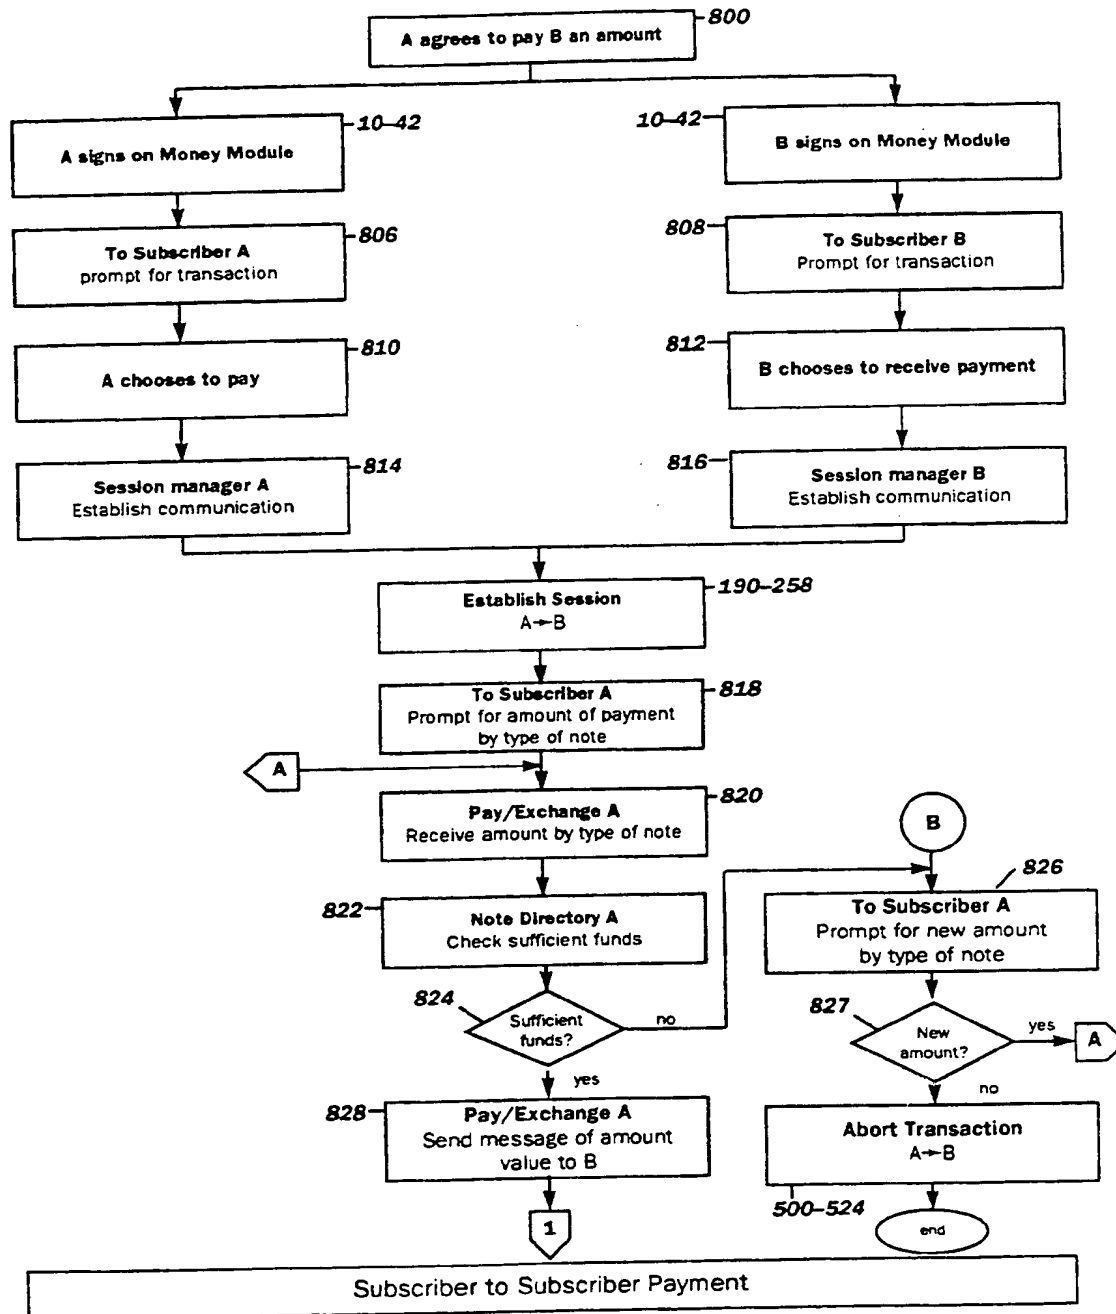 A agrees to pay B an amount
800
A signs on Money Module
10-42
10-42
B signs on Money Module
To Subscriber A
prompt for transaction
806
808
To Subscriber B
Prompt for transaction
A chooses to pay
810
812
B chooses to receive payment
Session manager A
Establish communication
814
816
Session manager B
Establish communication
Establish Session
A→B
190-258
To Subscriber A
Prompt for amount of payment
by type of note
818
A
Pay/Exchange A
Receive amount by type of note
820
B
822
Note Directory A
Check sufficient funds
826
To Subscriber A
Prompt for new amount
by type of note
824
Sufficient
funds?
no
yes
827
New
amount?
yes
A
no
828
Pay/Exchange A
Send message of amount
value to B
Abort Transaction
A→B
500-524
1
end
Subscriber to Subscriber Payment